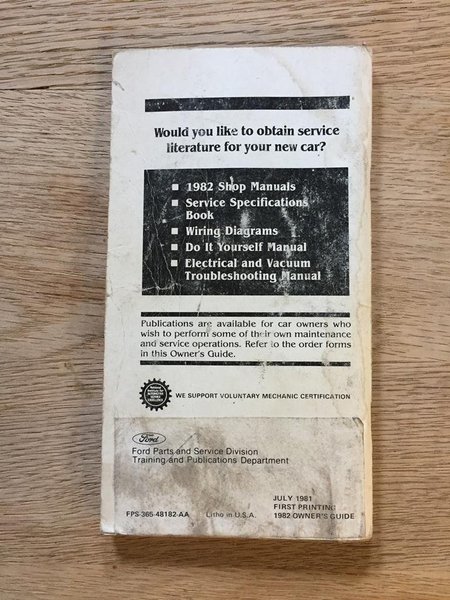 Would you like to obtain service
literature for your new car?
■ 1982 Shop Manuals
■ Service Specifications
Book
■ Wiring Diagrams
■ Do It Yourself Manual
■ Electrical and Vacuum
Troubleshooting Manual
Publications are available for car owners who
wish to perform some of their own maintenance
and service operations. Refer to the order forms
in this Owner's Guide.
WE SUPPORT VOLUNTARY MECHANIC CERTIFICATION
Ford
Ford Parts and Service Division
Training and Publications Department
JULY 1981
FIRST PRINTING
FPS-365-48182-AA Litho in U.S.A. 1982 OWNER'S GUIDE